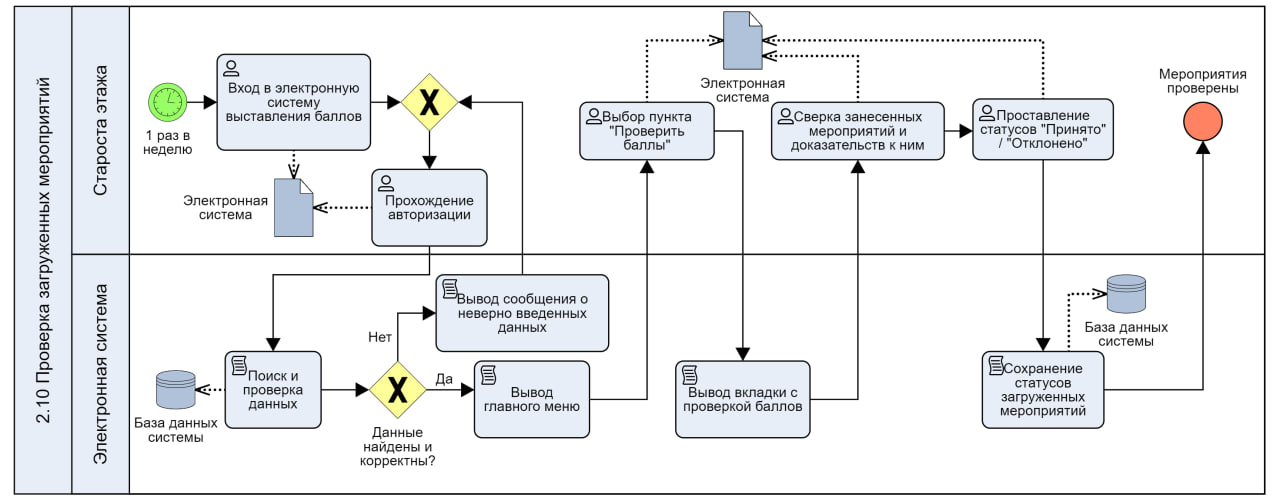 2.10 Проверка загруженных мероприятий
Староста этажа
1 раз в
неделю
Вход в электронную
систему
выставления баллов
X
Электронная
система
Прохождение
авторизации
Выбор пункта
"Проверить
баллы"
Электронная
система
Сверка занесенных
мероприятий и
доказательств к ним
Проставление
статусов "Принято"
/ "Отклонено"
Мероприятия
проверены
Электронная система
База данных
системы
Поиск и
проверка
данных
X
Данные
найдены и
корректны?
Нет
Да
Вывод сообщения о
неверно введенных
данных
Вывод
главного меню
Вывод вкладки с
проверкой баллов
Сохранение
статусов
загруженных
мероприятий
База данных
системы